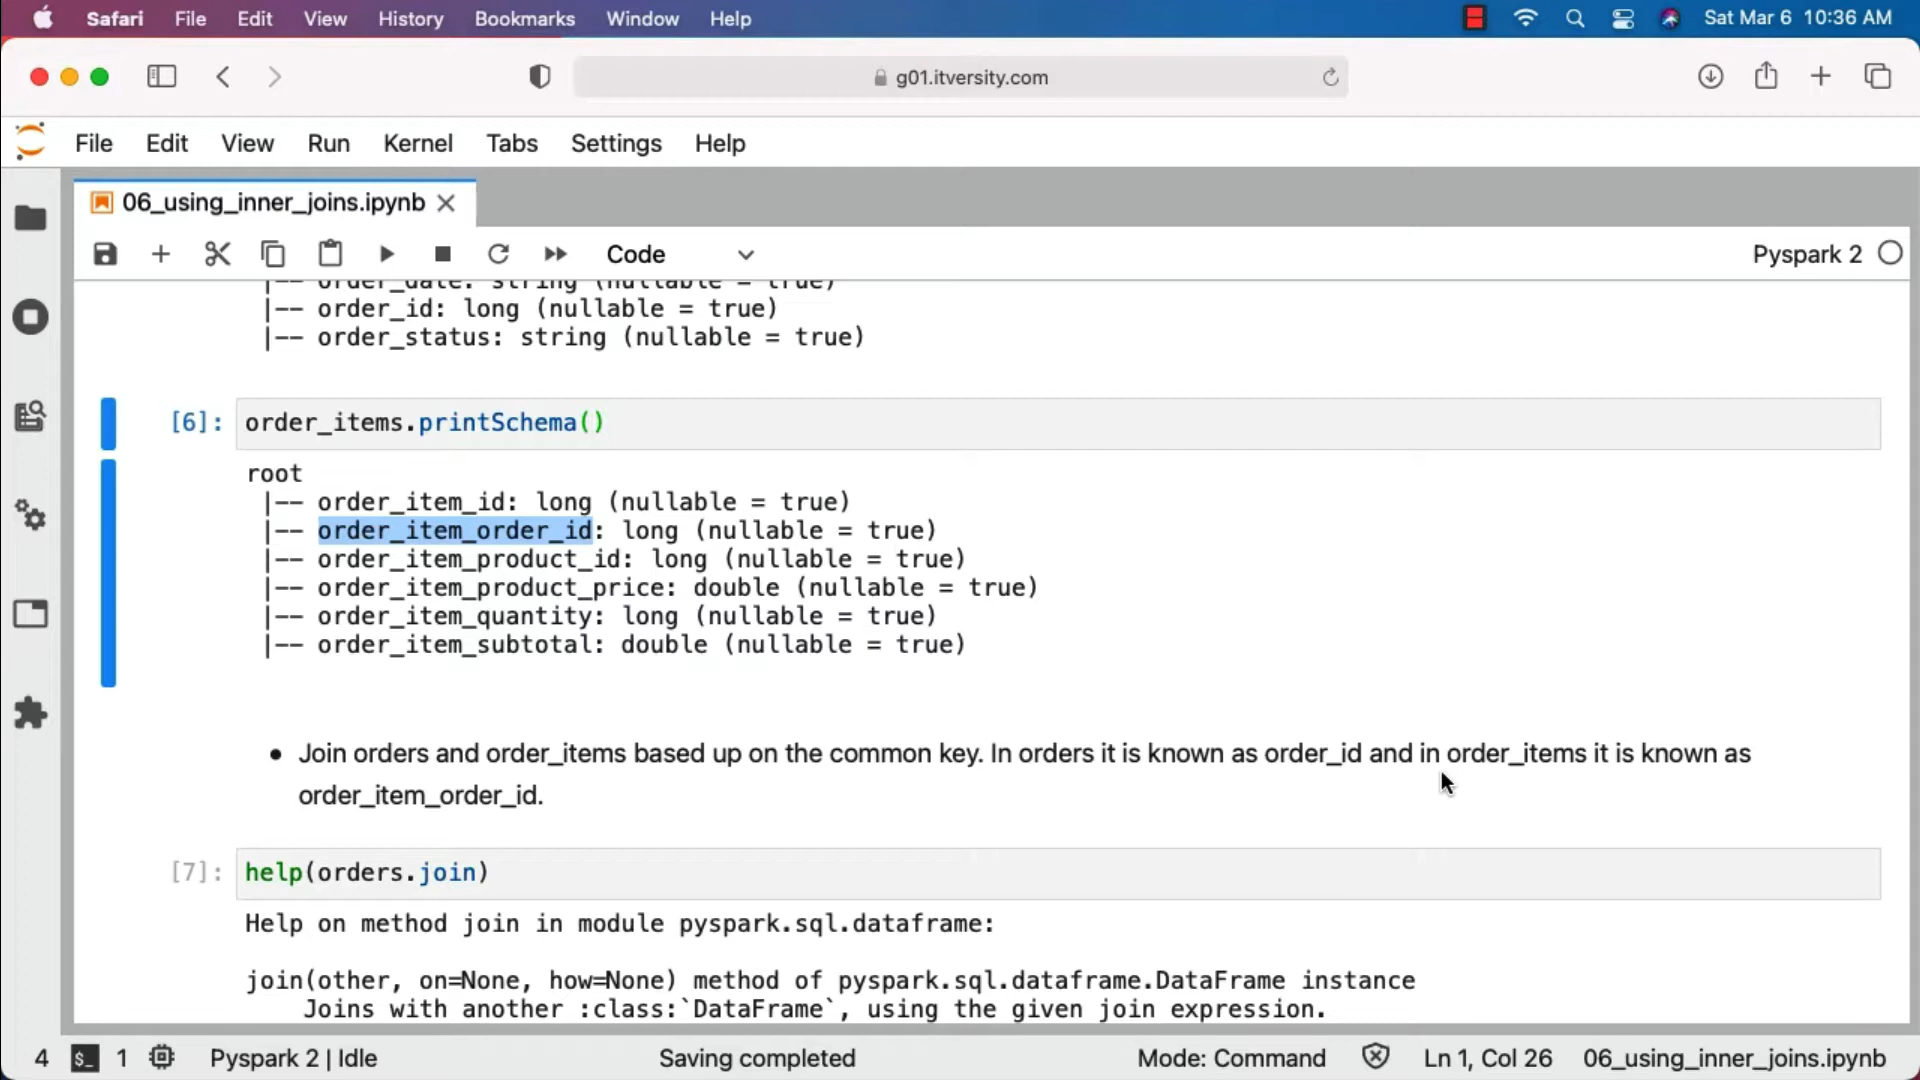 Safari File Edit View History Bookmarks Window Help Sat Mar 6 10:36 AM
g01.itversity.com
File Edit View Run Kernel Tabs Settings Help
06_using_inner_joins.ipynb
Code Pyspark 2
|-- order_date: string (nullable = true)
|-- order_id: long (nullable = true)
|-- order_status: string (nullable = true)
[6]: order_items.printSchema()
root
|-- order_item_id: long (nullable = true)
|-- order_item_order_id: long (nullable = true)
|-- order_item_product_id: long (nullable = true)
|-- order_item_product_price: double (nullable = true)
|-- order_item_quantity: long (nullable = true)
|-- order_item_subtotal: double (nullable = true)
• Join orders and order_items based up on the common key. In orders it is known as order_id and in order_items it is known as
order_item_order_id.
[7]: help(orders.join)
Help on method join in module pyspark.sql.dataframe:
join(other, on=None, how=None) method of pyspark.sql.dataframe.DataFrame instance
Joins with another :class:`DataFrame`, using the given join expression.
4 $_ 1 Pyspark 2 | Idle Saving completed Mode: Command Ln 1, Col 26 06_using_inner_joins.ipynb